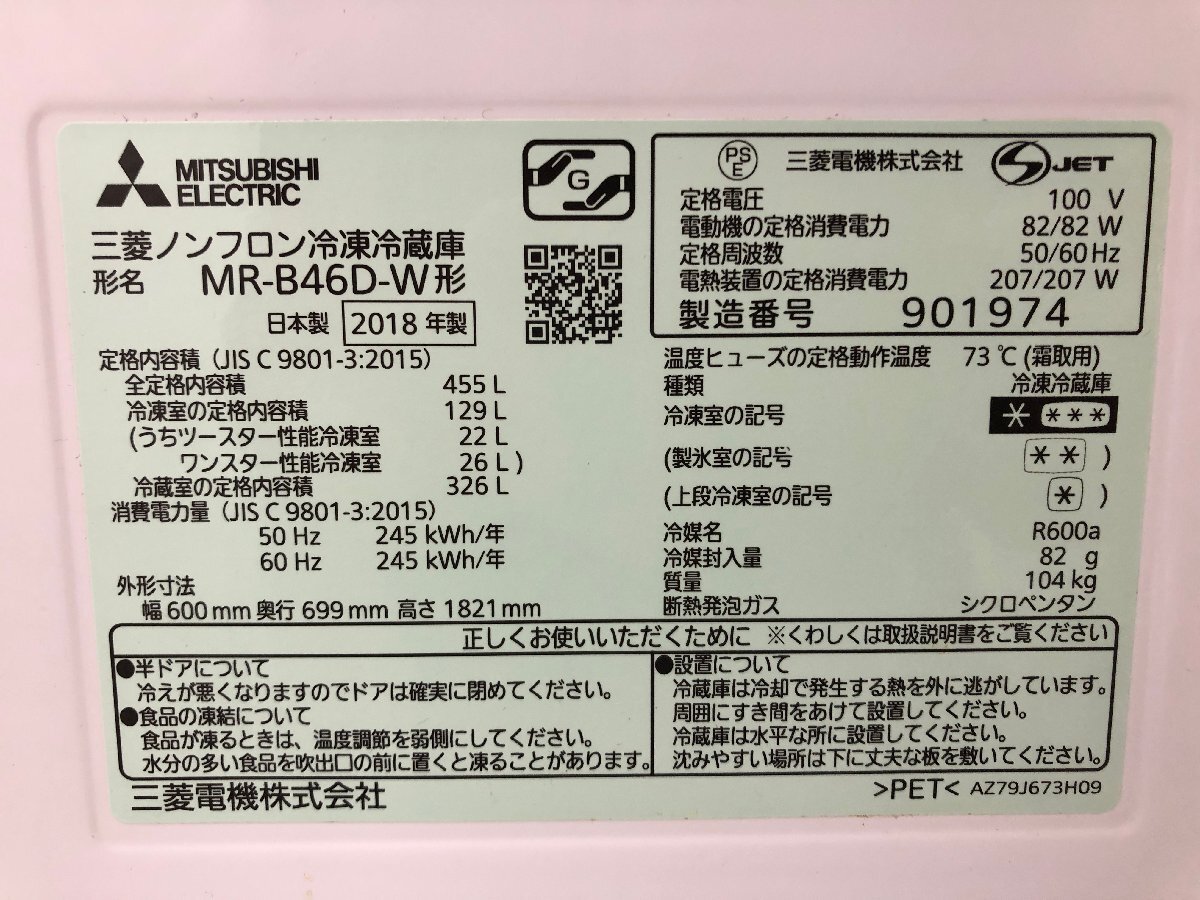 MITSUBISHI
ELECTRIC
G
三菱ノンフロン冷凍冷蔵庫
形名 MR-B46D-W形
日本製 2018 年製
定格内容積（JIS C 9801-3:2015）
全定格内容積 455 L
冷凍室の定格内容積 129 L
(うちツースター性能冷凍室 22 L
ワンスター性能冷凍室 26 L )
冷蔵室の定格内容積 326 L
消費電力量（JIS C 9801-3:2015）
50 Hz 245 kWh/年
60 Hz 245 kWh/年
外形寸法
幅 600 mm 奥行 699 mm 高さ 1821 mm
PS
E 三菱電機株式会社 S JET
定格電圧 100 V
電動機の定格消費電力 82/82 W
定格周波数 50/60 Hz
電熱装置の定格消費電力 207/207 W
製造番号 901974
温度ヒューズの定格動作温度 73 ℃ (霜取用)
種類 冷凍冷蔵庫
冷凍室の記号 * ***
(製氷室の記号 ** )
(上段冷凍室の記号 * )
冷媒名 R600a
冷媒封入量 82 g
質量 104 kg
断熱発泡ガス シクロペンタン
正しくお使いいただくために ※くわしくは取扱説明書をご覧ください
●半ドアについて
冷えが悪くなりますのでドアは確実に閉めてください。
●食品の凍結について
食品が凍るときは、温度調節を弱側にしてください。
水分の多い食品を吹出口の前に置くと凍ることがあります。
●設置について
冷蔵庫は冷却で発生する熱を外に逃がしています。
周囲にすき間をあけて設置してください。
冷蔵庫は水平な所に設置してください。
沈みやすい場所は下に丈夫な板を敷いてください。
三菱電機株式会社
>PET< AZ79J673H09